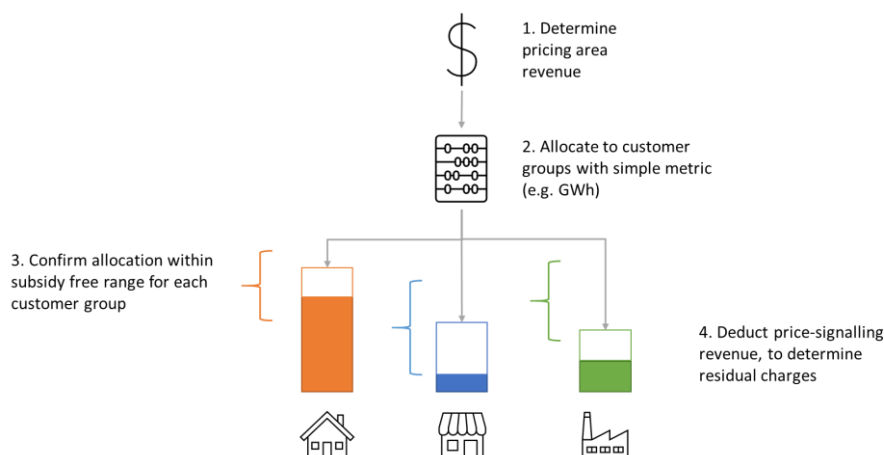 1. Determine
pricing area
revenue
2. Allocate to customer
groups with simple metric
(e.g. GWh)
3. Confirm allocation within
subsidy free range for each
customer group
4. Deduct price-signalling
revenue, to determine
residual charges